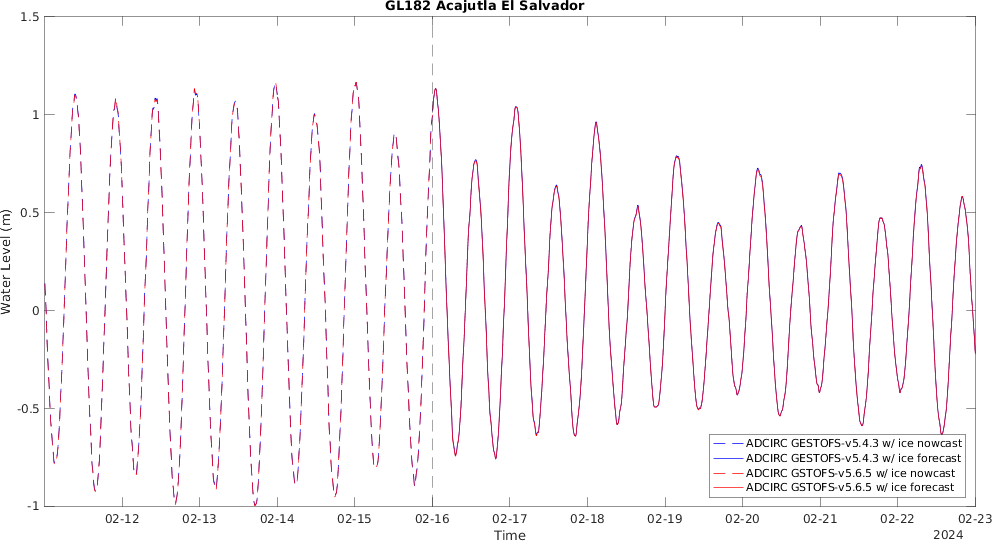 GL182 Acajutla El Salvador
1.5
1
0.5
0
-0.5
-1
Water Level (m)
02-12 02-13 02-14 02-15 02-16 02-17 02-18 02-19 02-20 02-21 02-22 02-23
Time
2024
ADCIRC GESTOFS-v5.4.3 w/ ice nowcast
ADCIRC GESTOFS-v5.4.3 w/ ice forecast
ADCIRC GSTOFS-v5.6.5 w/ ice nowcast
ADCIRC GSTOFS-v5.6.5 w/ ice forecast